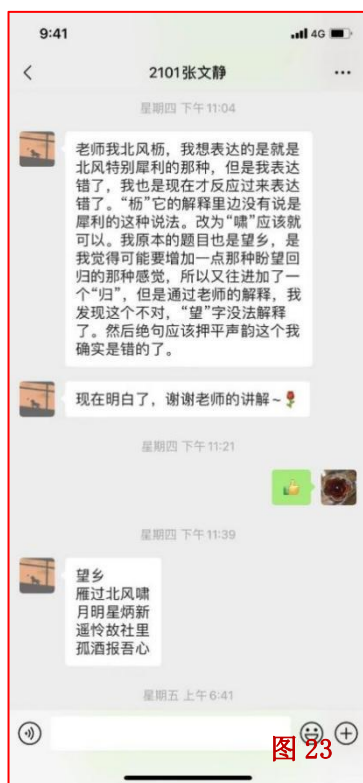 9:41
4G
2101张文静
星期四 下午11:04
老师我北风枥，我想表达的是就是
北风特别犀利的那种，但是我表达
错了，我也是现在才反应过来表达
错了。“枥”它的解释里边没有说是
犀利的这种说法。改为“啸”应该就
可以。我原本的题目也是望乡，是
我觉得可能要增加一点那种盼望回
归的那种感觉，所以又往进加了一
个“归”，但是通过老师的解释，我
发现这个不对，“望”字没法解释
了。然后绝句应该押平声韵这个我
确实是错的了。
现在明白了，谢谢老师的讲解~
星期四 下午11:21
星期四 下午11:39
望乡
雁过北风啸
月明星炳新
遥怜故社里
孤酒报吾心
星期五 上午6:41
图 23